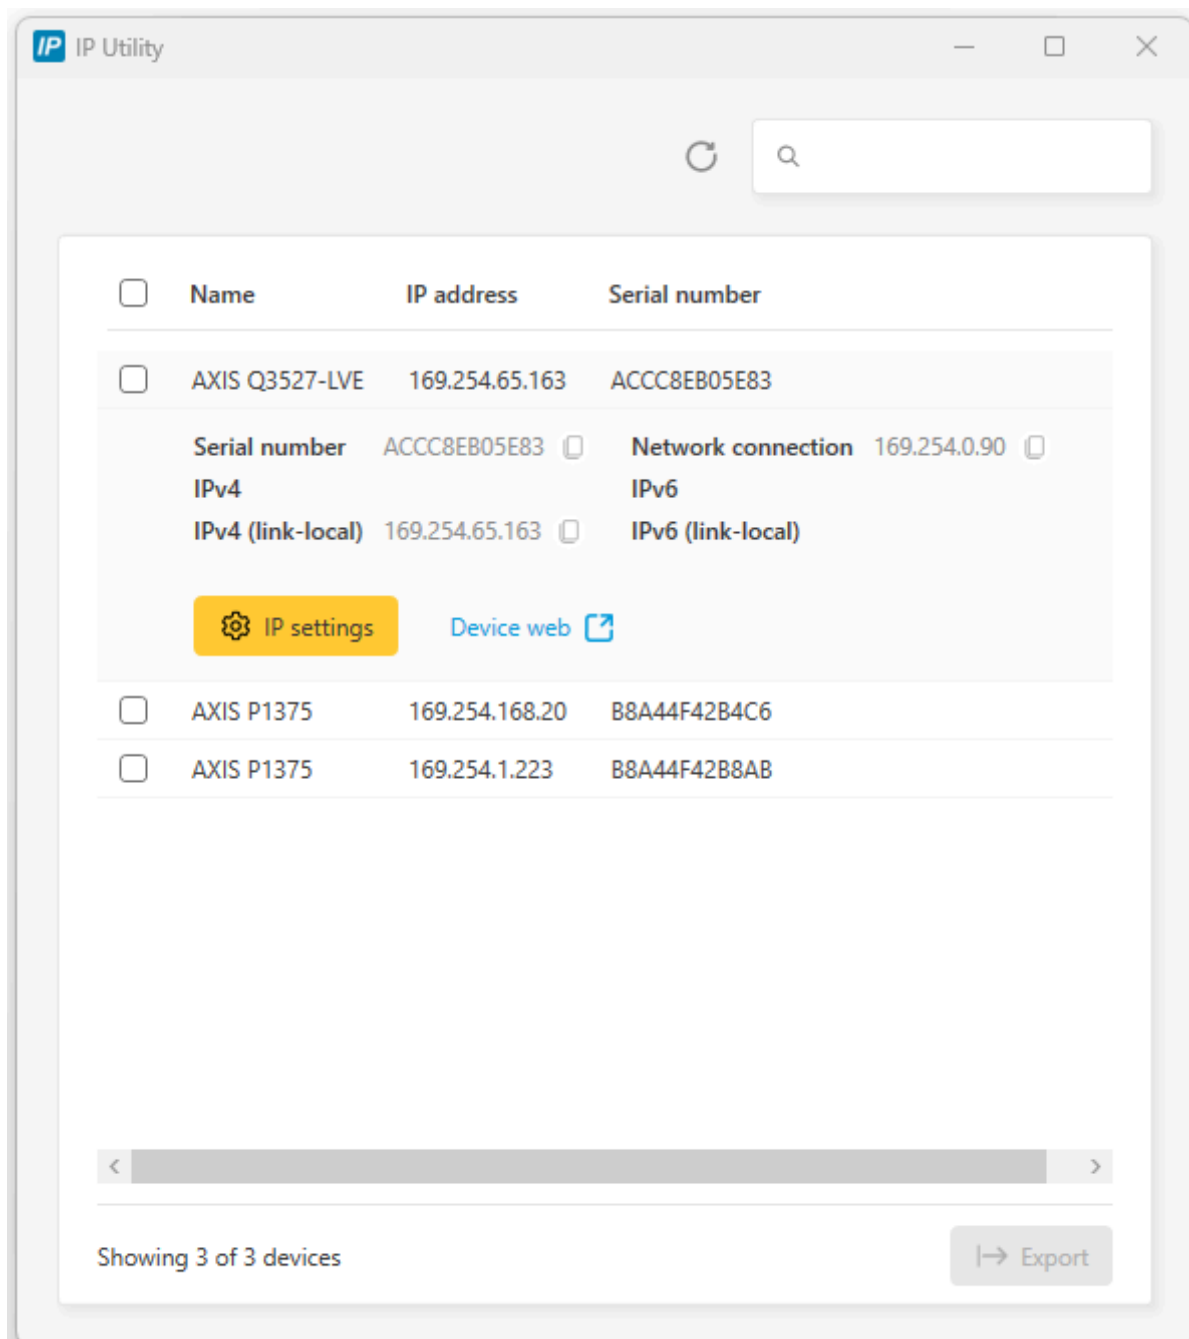 IP IP Utility
Name IP address Serial number
AXIS Q3527-LVE 169.254.65.163 ACCC8EB05E83
Serial number ACCC8EB05E83 Network connection 169.254.0.90
IPv4 IPv6
IPv4 (link-local) 169.254.65.163 IPv6 (link-local)
IP settings Device web
AXIS P1375 169.254.168.20 B8A44F42B4C6
AXIS P1375 169.254.1.223 B8A44F42B8AB
Showing 3 of 3 devices Export